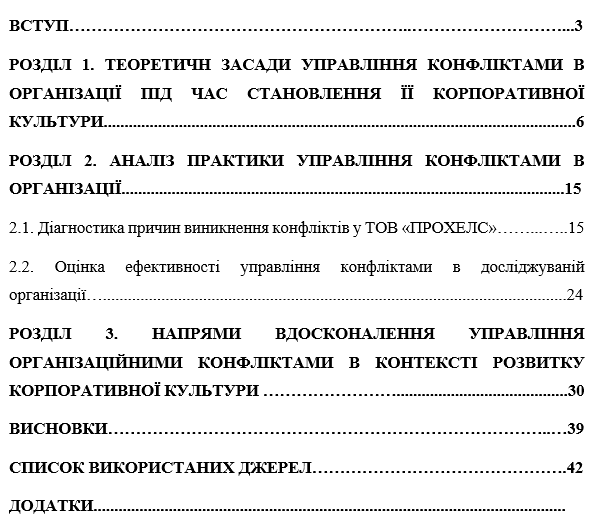 ВСТУП…………………………………………………..…………………………...3
РОЗДІЛ 1. ТЕОРЕТИЧН ЗАСАДИ УПРАВЛІННЯ КОНФЛІКТАМИ В
ОРГАНІЗАЦІЇ ПІД ЧАС СТАНОВЛЕННЯ ЇЇ КОРПОРАТИВНОЇ
КУЛЬТУРИ...............................................................................................................6
РОЗДІЛ 2. АНАЛІЗ ПРАКТИКИ УПРАВЛІННЯ КОНФЛІКТАМИ В
ОРГАНІЗАЦІЇ.........................................................................................................15
2.1. Діагностика причин виникнення конфліктів у ТОВ «ПРОХЕЛС»……...…..15
2.2. Оцінка ефективності управління конфліктами в досліджуваній
організації…..............................................................................................................24
РОЗДІЛ 3. НАПРЯМИ ВДОСКОНАЛЕННЯ УПРАВЛІННЯ
ОРГАНІЗАЦІЙНИМИ КОНФЛІКТАМИ В КОНТЕКСТІ РОЗВИТКУ
КОРПОРАТИВНОЇ КУЛЬТУРИ ……………………........................................30
ВИСНОВКИ……………………………………………………………………..…39
СПИСОК ВИКОРИСТАНИХ ДЖЕРЕЛ…………………………………….42
ДОДАТКИ................................................................................................................